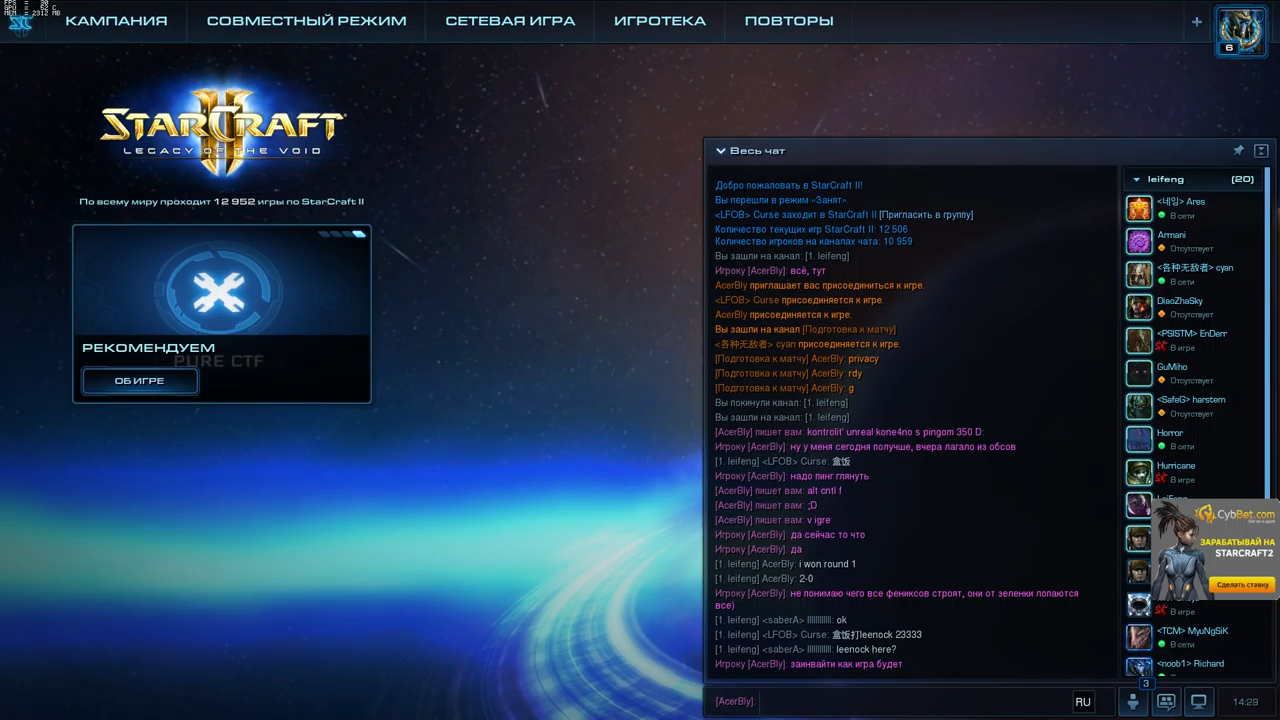 КАМПАНИЯ
СОВМЕСТНЫЙ РЕЖИМ
СЕТЕВАЯ ИГРА
ИГРОТЕКА
ПОВТОРЫ
6
STARCRAFT
II
LEGACY OF THE VOID
По всему миру проходит 12 952 игры по StarCraft II
РЕКОМЕНДУЕМ
PURE CTF
ОБ ИГРЕ
Весь чат
Добро пожаловать в StarCraft II!
Вы перешли в режим «Занят».
<LFOB> Curse заходит в StarCraft II [Пригласить в группу]
Количество текущих игр StarCraft II: 12 506
Количество игроков на каналах чата: 10 959
Вы зашли на канал: [1. leifeng]
Игроку [AcerBly]: всё, тут
AcerBly приглашает вас присоединиться к игре.
<LFOB> Curse присоединяется к игре.
AcerBly присоединяется к игре.
Вы зашли на канал [Подготовка к матчу]
<各种无敌者> cyan присоединяется к игре.
[Подготовка к матчу] AcerBly: privacy
[Подготовка к матчу] AcerBly: rdy
[Подготовка к матчу] AcerBly: g
Вы покинули канал: [1. leifeng]
Вы зашли на канал: [1. leifeng]
[AcerBly] пишет вам: kontrolit' unreal kone4no s pingom 350 D:
Игроку [AcerBly]: ну у меня сегодня получше, вчера лагало из обсов
[1. leifeng] <LFOB> Curse: 盒饭
Игроку [AcerBly]: надо пинг глянуть
[AcerBly] пишет вам: alt cntl f
[AcerBly] пишет вам: ;D
[AcerBly] пишет вам: v igre
Игроку [AcerBly]: да сейчас то что
Игроку [AcerBly]: да
[1. leifeng] AcerBly: i won round 1
[1. leifeng] AcerBly: 2-0
Игроку [AcerBly]: не понимаю чего все фениксов строят, они от зеленки лопаются
все)
[1. leifeng] <saberA> llllllllllll: ok
[1. leifeng] <LFOB> Curse: 盒饭打leenock 23333
[1. leifeng] <saberA> llllllllllll: leenock here?
Игроку [AcerBly]: заинвайти как игра будет
[AcerBly]:
RU
leifeng (20)
<네임> Ares
В сети
Armani
Отсутствует
<各种无敌者> cyan
В сети
DiaoZhaSky
Отсутствует
<PSISTM> EnDerr
В игре
GuMiho
Отсутствует
<SafeG> harstem
Отсутствует
Horror
В сети
Hurricane
В игре
CybBet.com
ЗАРАБАТЫВАЙ НА
STARCRAFT2
Сделать ставку
В игре
<TCM> MyuNgSiK
В сети
<noob1> Richard
3
14:29